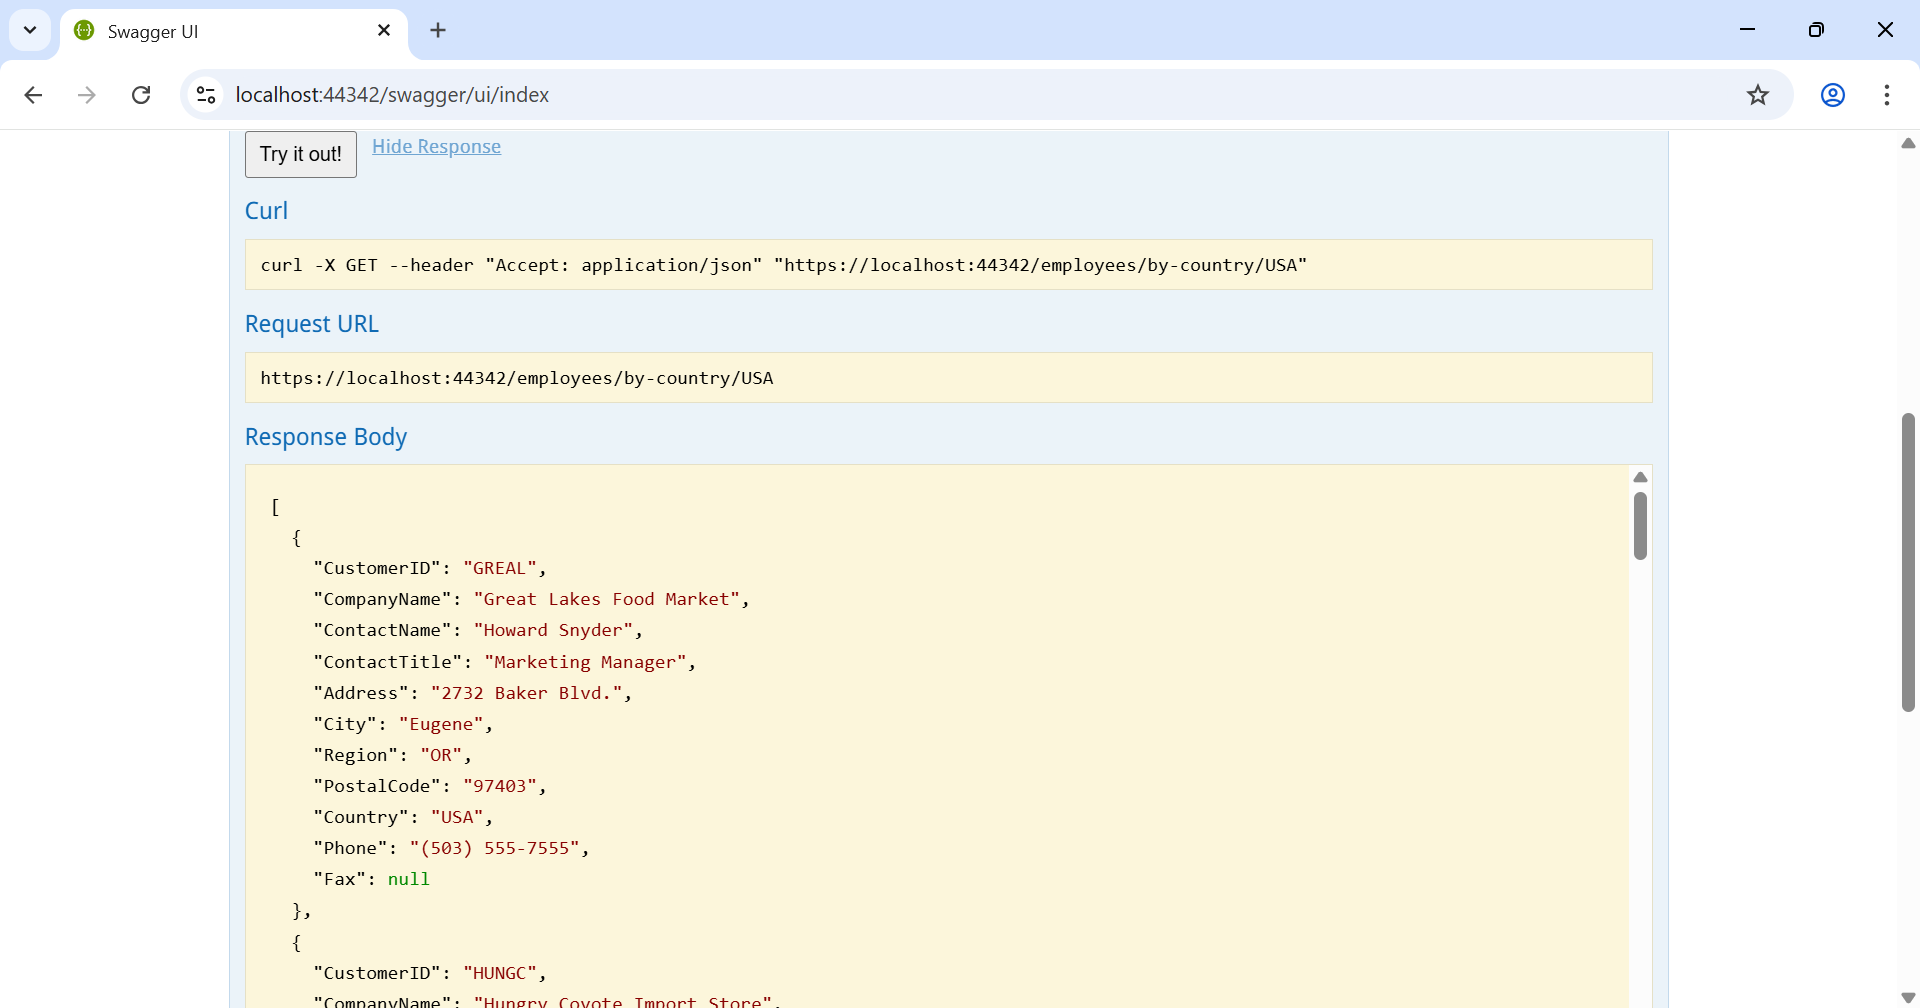 Swagger UI
localhost:44342/swagger/ui/index
Try it out! Hide Response
Curl
curl -X GET --header "Accept: application/json" "https://localhost:44342/employees/by-country/USA"
Request URL
https://localhost:44342/employees/by-country/USA
Response Body
[
{
"CustomerID": "GREAL",
"CompanyName": "Great Lakes Food Market",
"ContactName": "Howard Snyder",
"ContactTitle": "Marketing Manager",
"Address": "2732 Baker Blvd.",
"City": "Eugene",
"Region": "OR",
"PostalCode": "97403",
"Country": "USA",
"Phone": "(503) 555-7555",
"Fax": null
},
{
"CustomerID": "HUNGC",
"CompanyName": "Hungry Coyote Import Store",